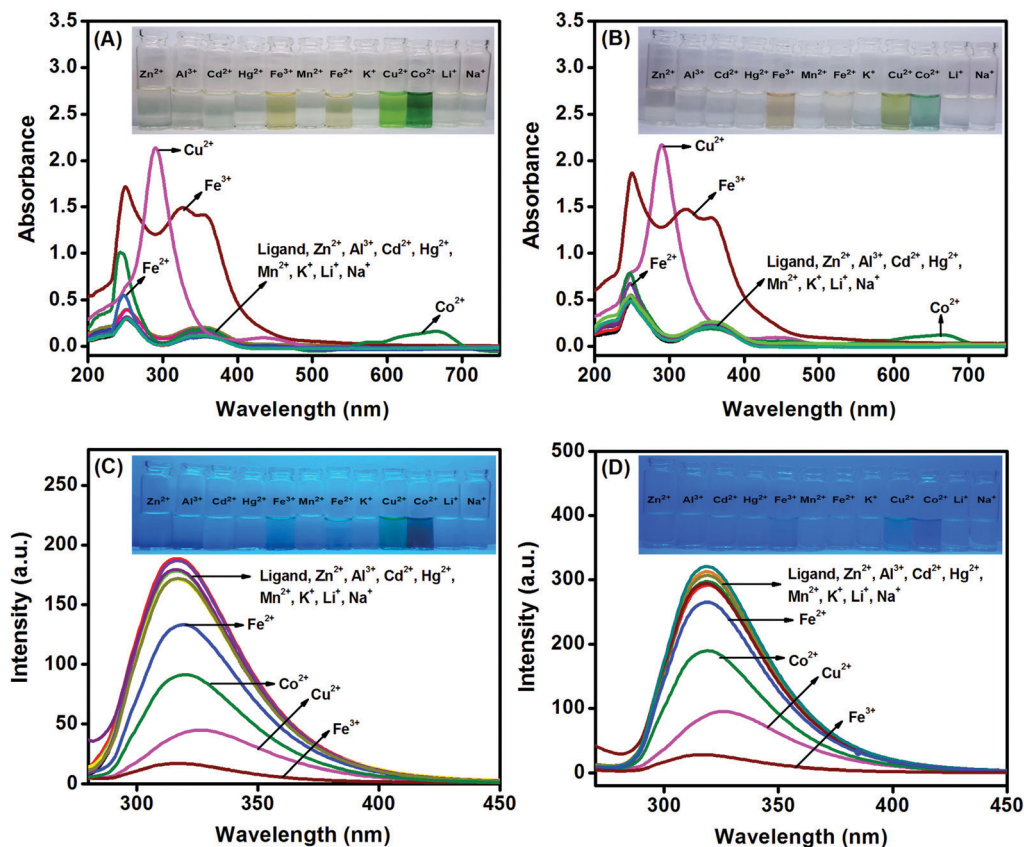 (A)
Zn²⁺ Al³⁺ Cd²⁺ Hg²⁺ Fe³⁺ Mn²⁺ Fe²⁺ K⁺ Cu²⁺ Co²⁺ Li⁺ Na⁺
3.5
3.0
2.5
2.0
1.5
1.0
0.5
0.0
Absorbance
Cu²⁺
Fe³⁺
Fe²⁺
Ligand, Zn²⁺, Al³⁺, Cd²⁺, Hg²⁺,
Mn²⁺, K⁺, Li⁺, Na⁺
Co²⁺
200 300 400 500 600 700
Wavelength (nm)
(B)
Zn²⁺ Al³⁺ Cd²⁺ Hg²⁺ Fe³⁺ Mn²⁺ Fe²⁺ K⁺ Cu²⁺ Co²⁺ Li⁺ Na⁺
3.5
3.0
2.5
2.0
1.5
1.0
0.5
0.0
Absorbance
Cu²⁺
Fe³⁺
Fe²⁺
Ligand, Zn²⁺, Al³⁺, Cd²⁺, Hg²⁺,
Mn²⁺, K⁺, Li⁺, Na⁺
Co²⁺
200 300 400 500 600 700
Wavelength (nm)
(C)
Zn²⁺ Al³⁺ Cd²⁺ Hg²⁺ Fe³⁺ Mn²⁺ Fe²⁺ K⁺ Cu²⁺ Co²⁺ Li⁺ Na⁺
250
200
150
100
50
0
Intensity (a.u.)
Ligand, Zn²⁺, Al³⁺, Cd²⁺, Hg²⁺,
Mn²⁺, K⁺, Li⁺, Na⁺
Fe²⁺
Co²⁺
Cu²⁺
Fe³⁺
300 350 400 450
Wavelength (nm)
(D)
Zn²⁺ Al³⁺ Cd²⁺ Hg²⁺ Fe³⁺ Mn²⁺ Fe²⁺ K⁺ Cu²⁺ Co²⁺ Li⁺ Na⁺
500
400
300
200
100
0
Intensity (a.u.)
Ligand, Zn²⁺, Al³⁺, Cd²⁺, Hg²⁺,
Mn²⁺, K⁺, Li⁺, Na⁺
Fe²⁺
Co²⁺
Cu²⁺
Fe³⁺
300 350 400 450
Wavelength (nm)